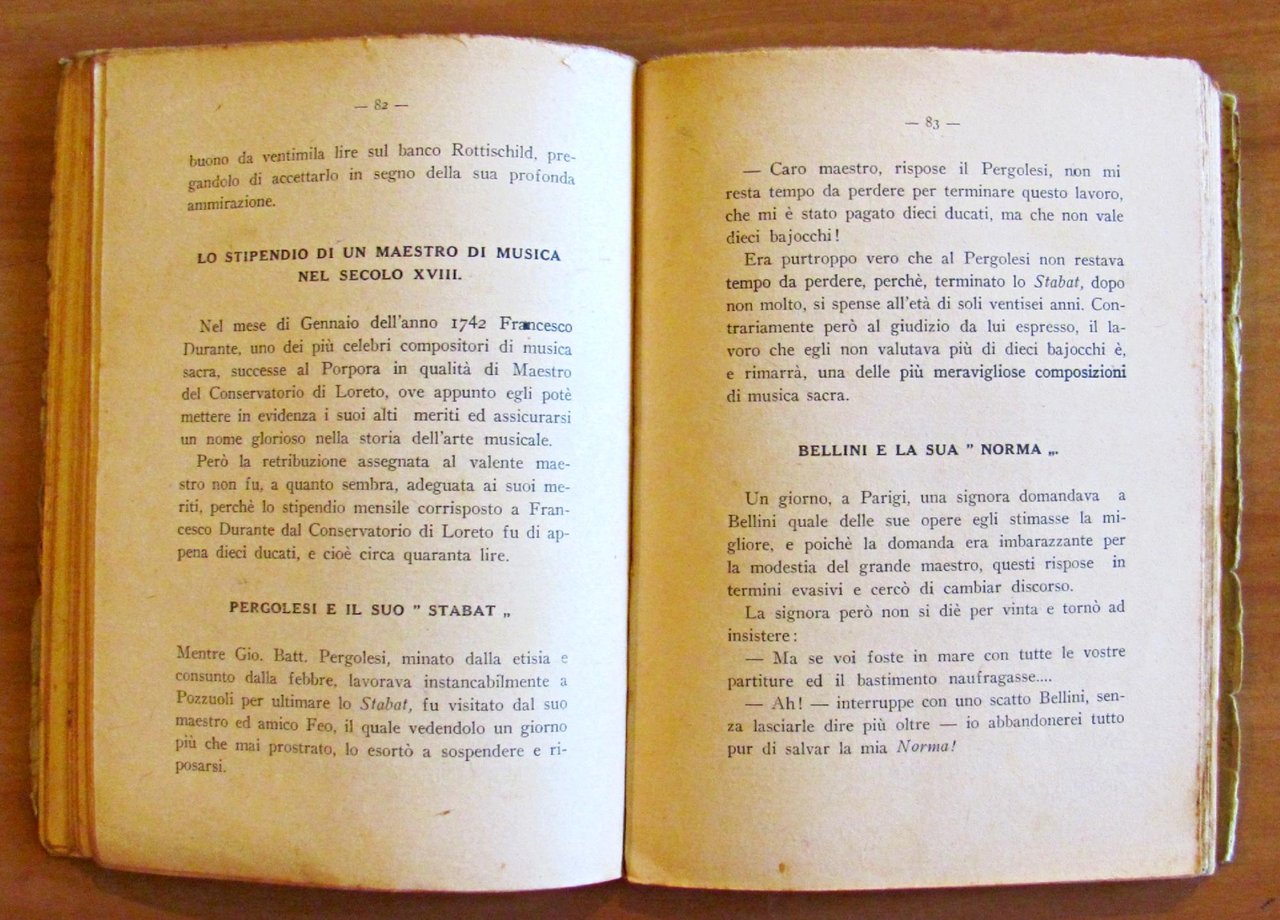 — 82 —
buono da ventimila lire sul banco Rottischild, pre-
gandolo di accettarlo in segno della sua profonda
ammirazione.
LO STIPENDIO DI UN MAESTRO DI MUSICA
NEL SECOLO XVIII.
Nel mese di Gennaio dell'anno 1742 Francesco
Durante, uno dei più celebri compositori di musica
sacra, successe al Porpora in qualità di Maestro
del Conservatorio di Loreto, ove appunto egli potè
mettere in evidenza i suoi alti meriti ed assicurarsi
un nome glorioso nella storia dell'arte musicale.
Però la retribuzione assegnata al valente mae-
stro non fu, a quanto sembra, adeguata ai suoi me-
riti, perchè lo stipendio mensile corrisposto a Fran-
cesco Durante dal Conservatorio di Loreto fu di ap-
pena dieci ducati, e cioè circa quaranta lire.
PERGOLESI E IL SUO " STABAT „
Mentre Gio. Batt. Pergolesi, minato dalla etisia e
consunto dalla febbre, lavorava instancabilmente a
Pozzuoli per ultimare lo Stabat, fu visitato dal suo
maestro ed amico Feo, il quale vedendolo un giorno
più che mai prostrato, lo esortò a sospendere e ri-
posarsi.
— 83 —
— Caro maestro, rispose il Pergolesi, non mi
resta tempo da perdere per terminare questo lavoro,
che mi è stato pagato dieci ducati, ma che non vale
dieci bajocchi!
Era purtroppo vero che al Pergolesi non restava
tempo da perdere, perchè, terminato lo Stabat, dopo
non molto, si spense all'età di soli ventisei anni. Con-
trariamente però al giudizio da lui espresso, il la-
voro che egli non valutava più di dieci bajocchi è,
e rimarrà, una delle più meravigliose composizioni
di musica sacra.
BELLINI E LA SUA " NORMA „.
Un giorno, a Parigi, una signora domandava a
Bellini quale delle sue opere egli stimasse la mi-
gliore, e poichè la domanda era imbarazzante per
la modestia del grande maestro, questi rispose in
termini evasivi e cercò di cambiar discorso.
La signora però non si diè per vinta e tornò ad
insistere:
— Ma se voi foste in mare con tutte le vostre
partiture ed il bastimento naufragasse....
— Ah! — interruppe con uno scatto Bellini, sen-
za lasciarle dire più oltre — io abbandonerei tutto
pur di salvar la mia Norma!